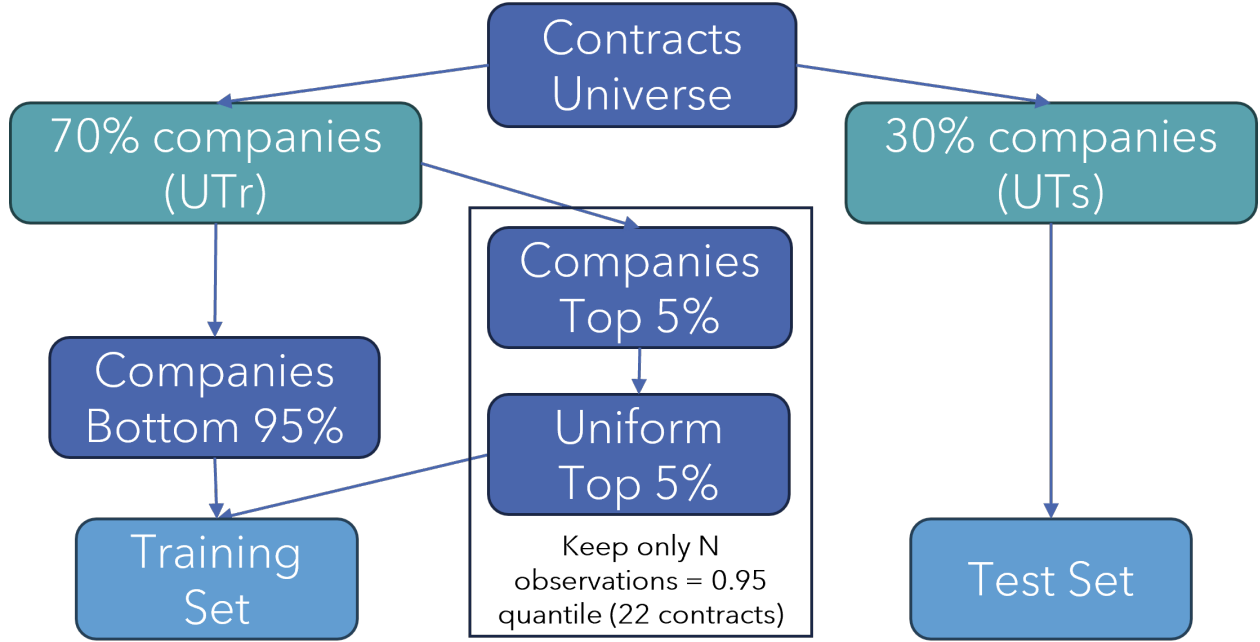 Contracts
Universe
70% companies
(UTr)
30% companies
(UTs)
Companies
Top 5%
Companies
Bottom 95%
Uniform
Top 5%
Keep only N
observations = 0.95
quantile (22 contracts)
Training
Set
Test Set